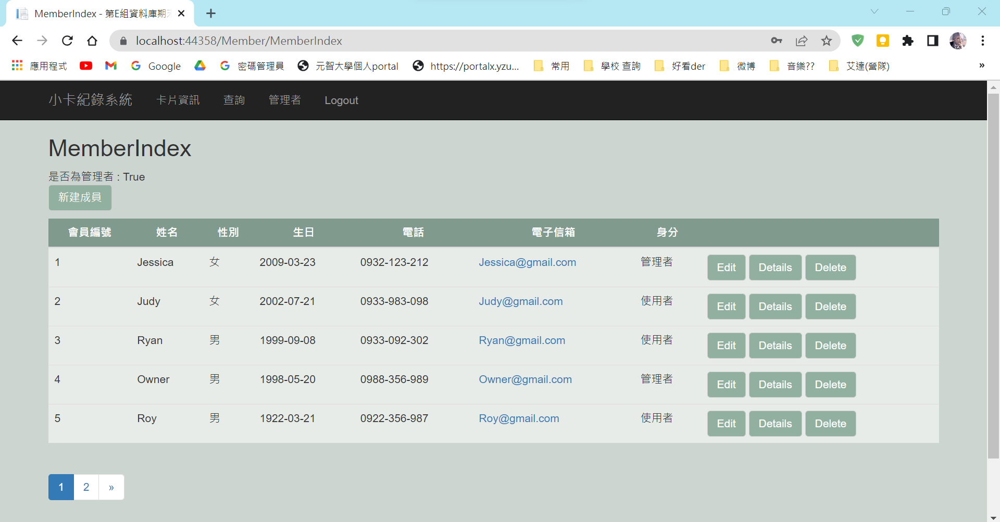 MemberIndex - 第E組資料庫期
localhost:44358/Member/MemberIndex
應用程式 Google 密碼管理員 元智大學個人portal https://portalx.yzu... 常用 學校 查詢 好看der 微博 音樂?? 艾達(營隊) »
小卡紀錄系統 卡片資訊 查詢 管理者 Logout
MemberIndex
是否為管理者 : True
新建成員
會員編號 姓名 性別 生日 電話 電子信箱 身分
1 Jessica 女 2009-03-23 0932-123-212 Jessica@gmail.com 管理者 Edit Details Delete
2 Judy 女 2002-07-21 0933-983-098 Judy@gmail.com 使用者 Edit Details Delete
3 Ryan 男 1999-09-08 0933-092-302 Ryan@gmail.com 使用者 Edit Details Delete
4 Owner 男 1998-05-20 0988-356-989 Owner@gmail.com 管理者 Edit Details Delete
5 Roy 男 1922-03-21 0922-356-987 Roy@gmail.com 使用者 Edit Details Delete
1 2 »